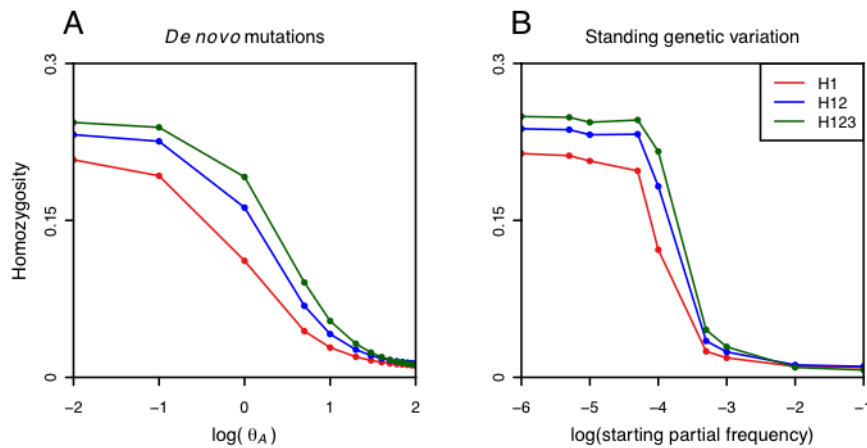 A
De novo mutations
0.3
0.15
0
Homozygosity
−2
−1
0
1
2
log( θA )
B
Standing genetic variation
0.3
0.15
0
H1
H12
H123
−6
−5
−4
−3
−2
−1
log(starting partial frequency)